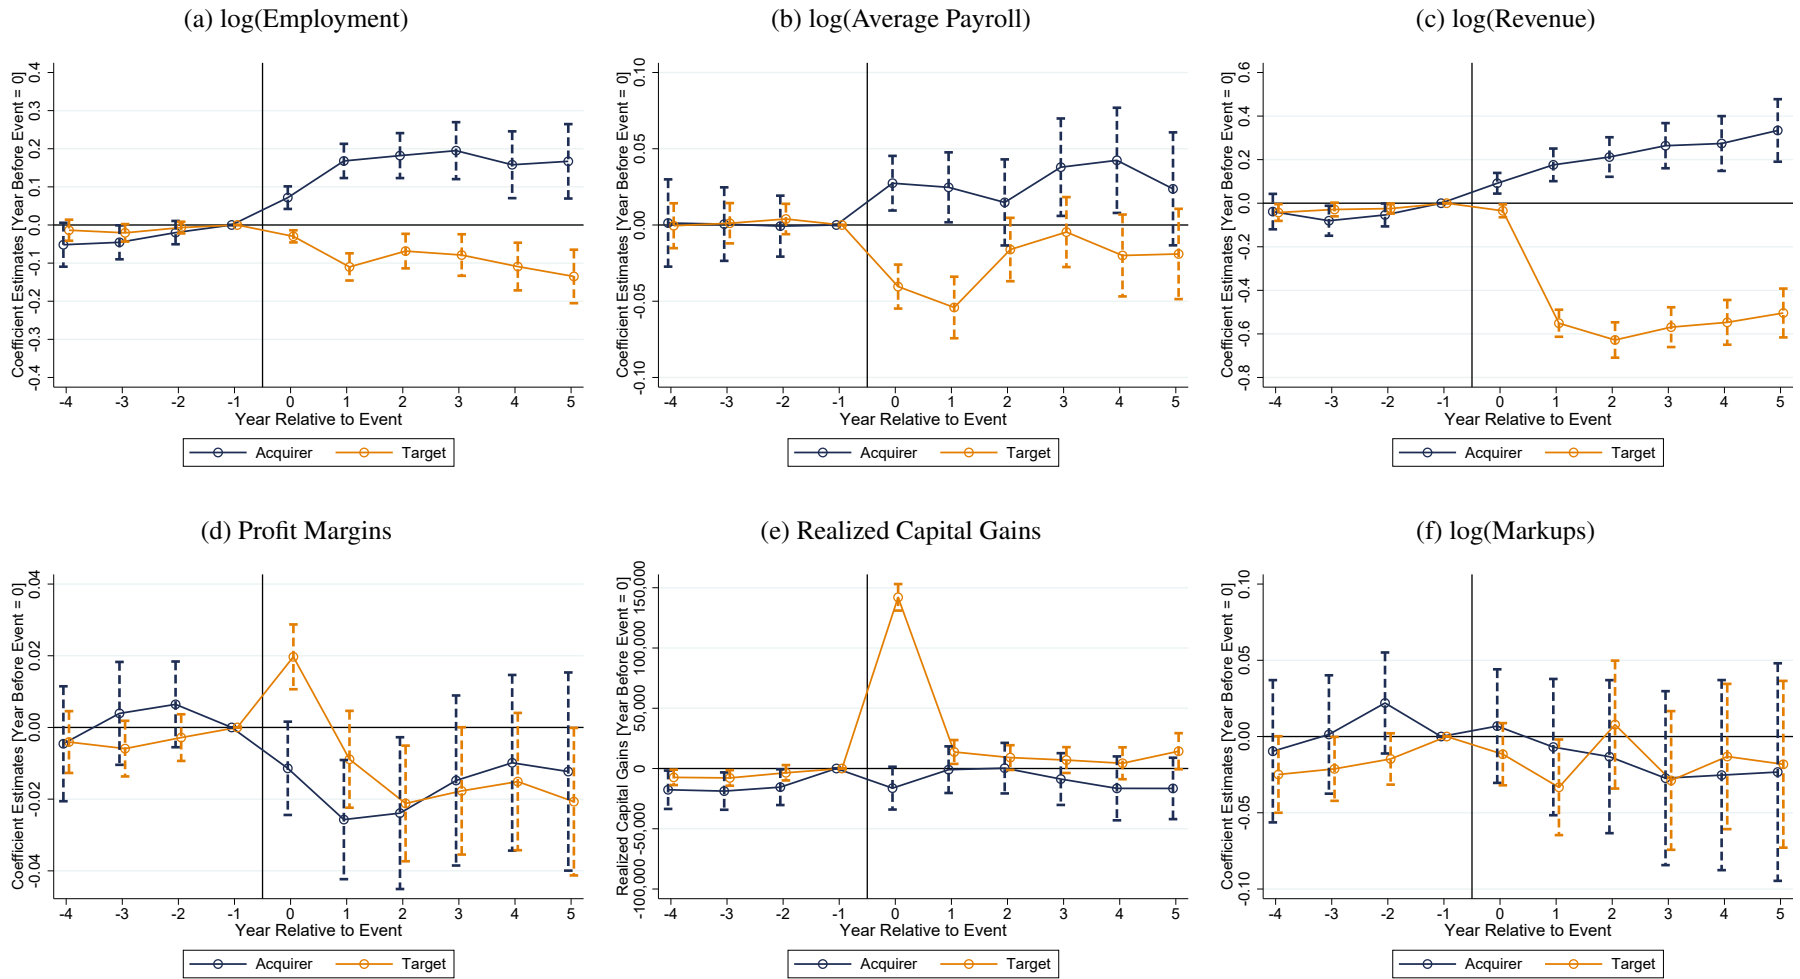 (a) log(Employment)
Coefficient Estimates [Year Before Event = 0]
0.4
0.3
0.2
0.1
0.0
-0.1
-0.2
-0.3
-0.4
-4 -3 -2 -1 0 1 2 3 4 5
Year Relative to Event
Acquirer Target
(b) log(Average Payroll)
Coefficient Estimates [Year Before Event = 0]
0.10
0.05
0.00
-0.05
-0.10
-4 -3 -2 -1 0 1 2 3 4 5
Year Relative to Event
Acquirer Target
(c) log(Revenue)
Coefficient Estimates [Year Before Event = 0]
0.6
0.4
0.2
0.0
-0.2
-0.4
-0.6
-0.8
-4 -3 -2 -1 0 1 2 3 4 5
Year Relative to Event
Acquirer Target
(d) Profit Margins
Coefficient Estimates [Year Before Event = 0]
0.04
0.02
0.00
-0.02
-0.04
-4 -3 -2 -1 0 1 2 3 4 5
Year Relative to Event
Acquirer Target
(e) Realized Capital Gains
Realized Capital Gains [Year Before Event = 0]
150,000
100,000
50,000
0
-50,000
-100,000
-4 -3 -2 -1 0 1 2 3 4 5
Year Relative to Event
Acquirer Target
(f) log(Markups)
Coefficient Estimates [Year Before Event = 0]
0.10
0.05
0.00
-0.05
-0.10
-4 -3 -2 -1 0 1 2 3 4 5
Year Relative to Event
Acquirer Target